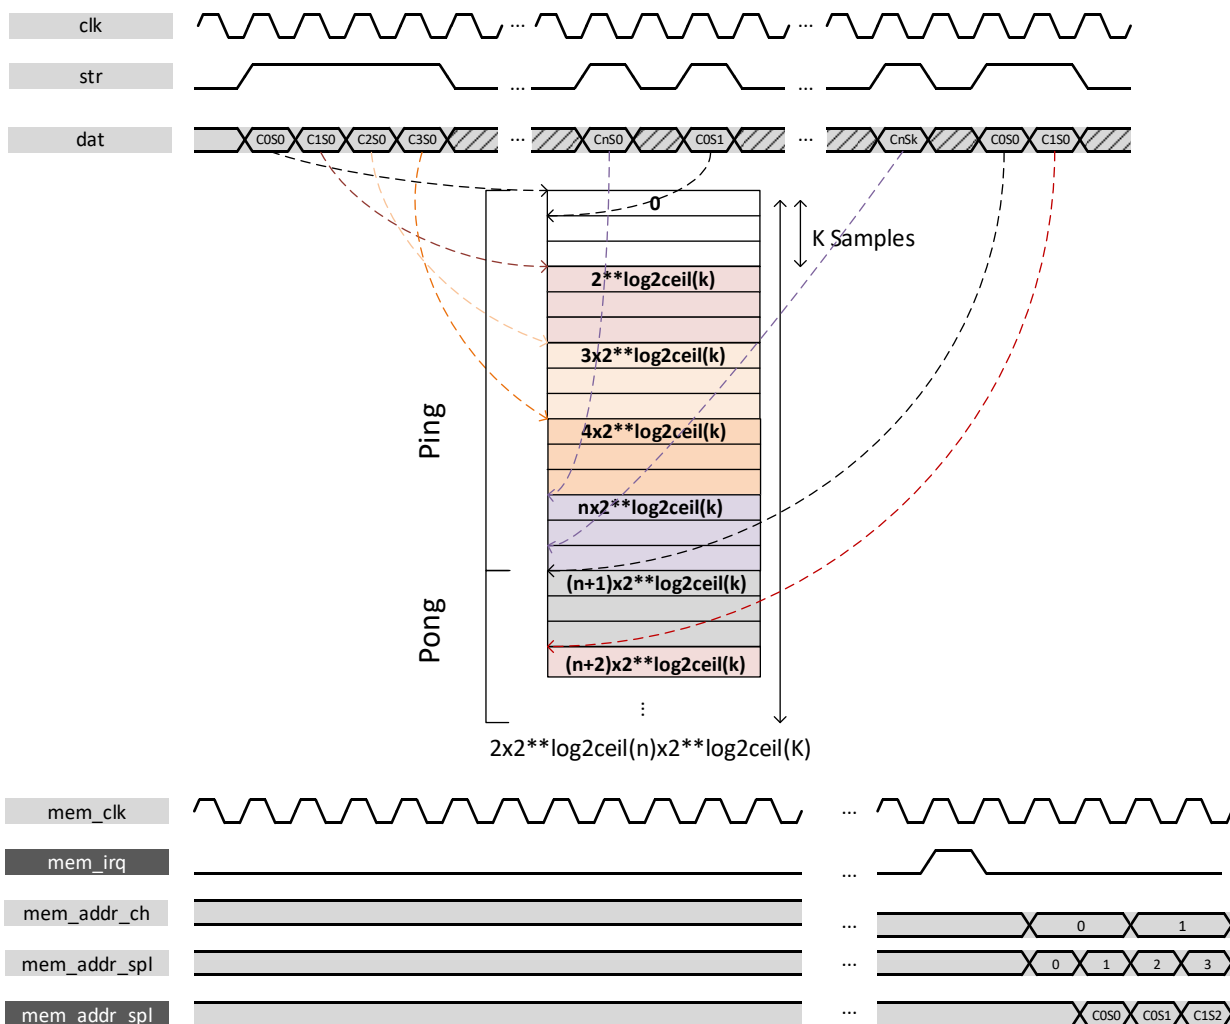 clk
...
...
str
...
...
dat
C0S0 C1S0 C2S0 C3S0 ... CnS0 C0S1 ... CnSk C0S0 C1S0
0
K Samples
2**log2ceil(k)
3x2**log2ceil(k)
4x2**log2ceil(k)
nx2**log2ceil(k)
(n+1)x2**log2ceil(k)
(n+2)x2**log2ceil(k)
Ping
Pong
...
2x2**log2ceil(n)x2**log2ceil(K)
mem_clk
...
mem_irq
...
mem_addr_ch
... 0 1
mem_addr_spl
... 0 1 2 3
mem_addr_spl
... C0S0 C0S1 C1S2